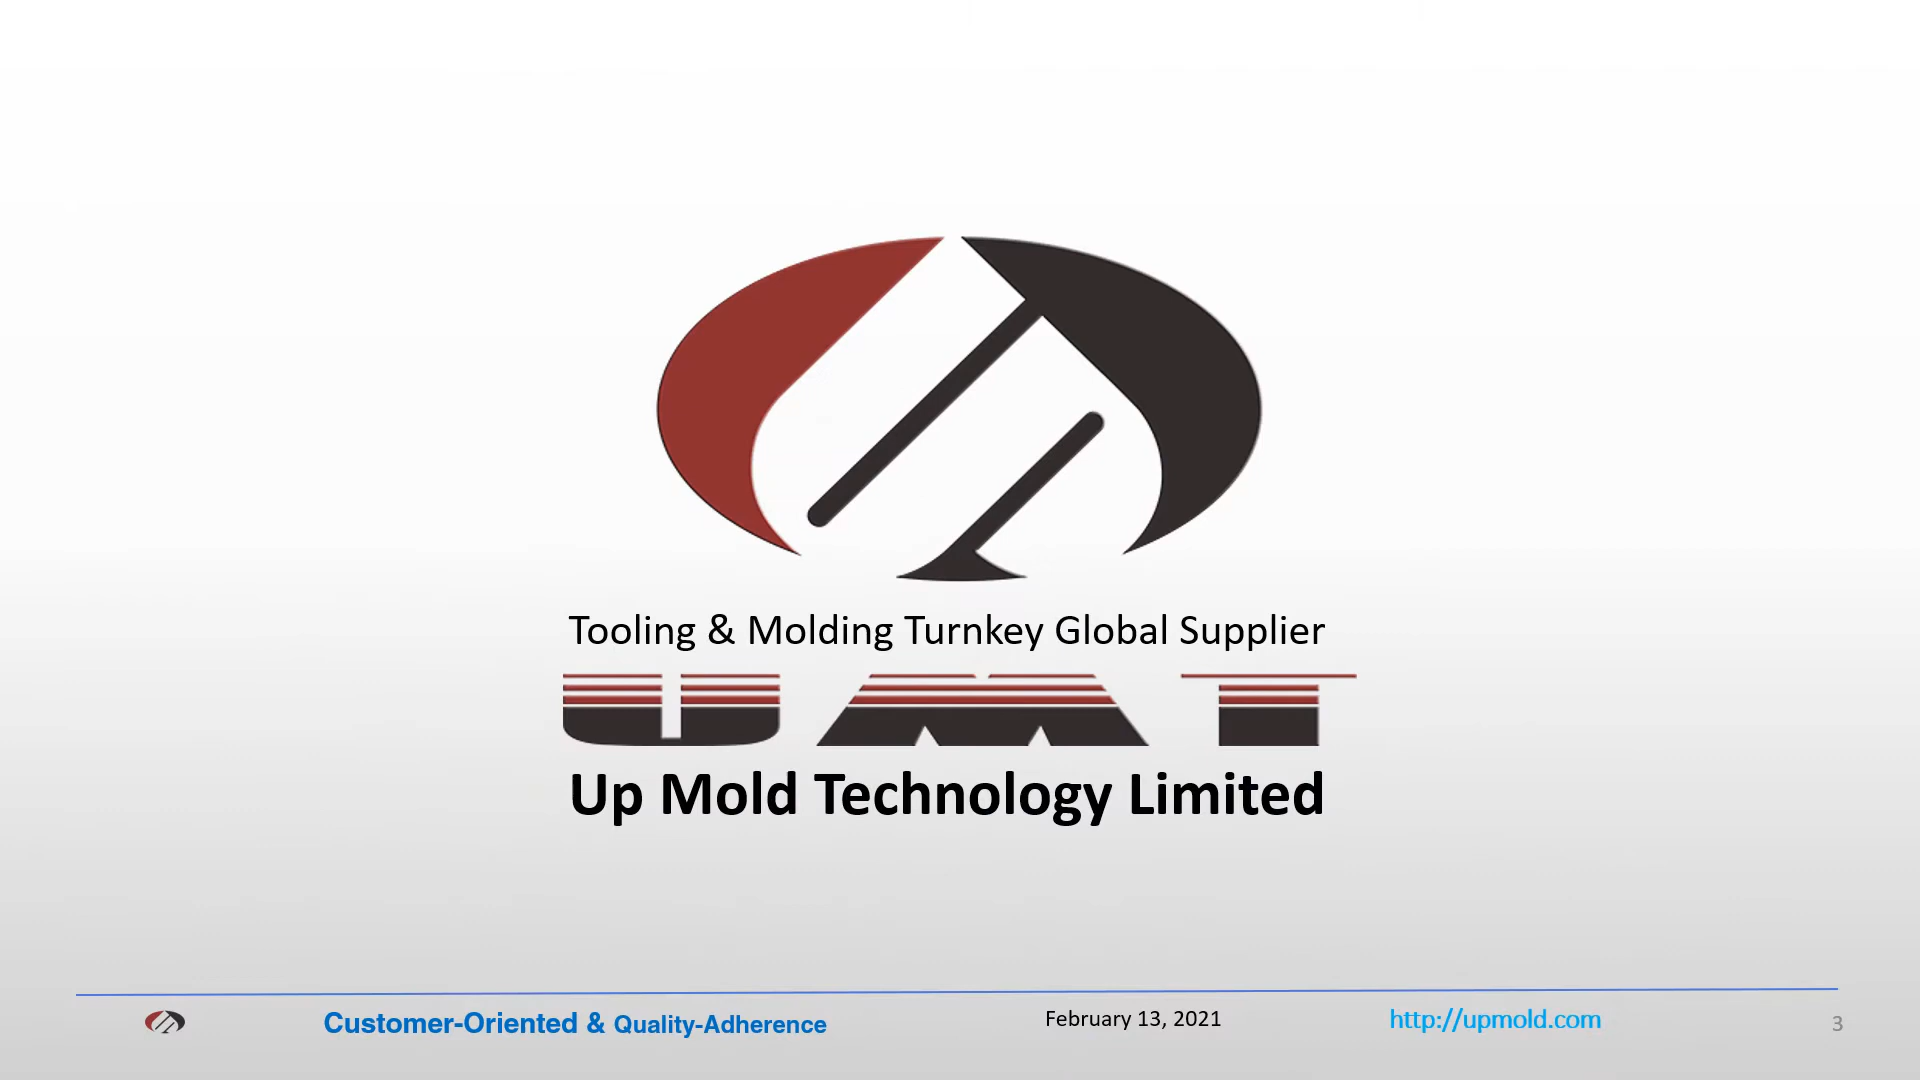 Tooling & Molding Turnkey Global Supplier
UMT
Up Mold Technology Limited
Customer-Oriented & Quality-Adherence
February 13, 2021
http://upmold.com
3